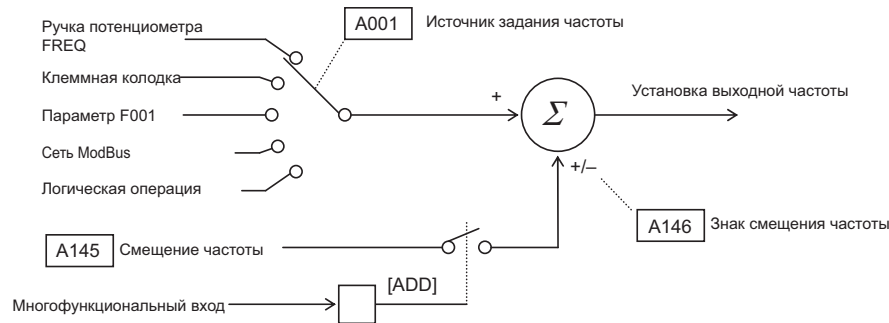 Ручка потенциометра
FREQ
A001
Источник задания частоты
Клеммная колодка
Параметр F001
+
Σ
Установка выходной частоты
Сеть ModBus
Логическая операция
+/–
A145
Смещение частоты
A146
Знак смещения частоты
[ADD]
Многофункциональный вход